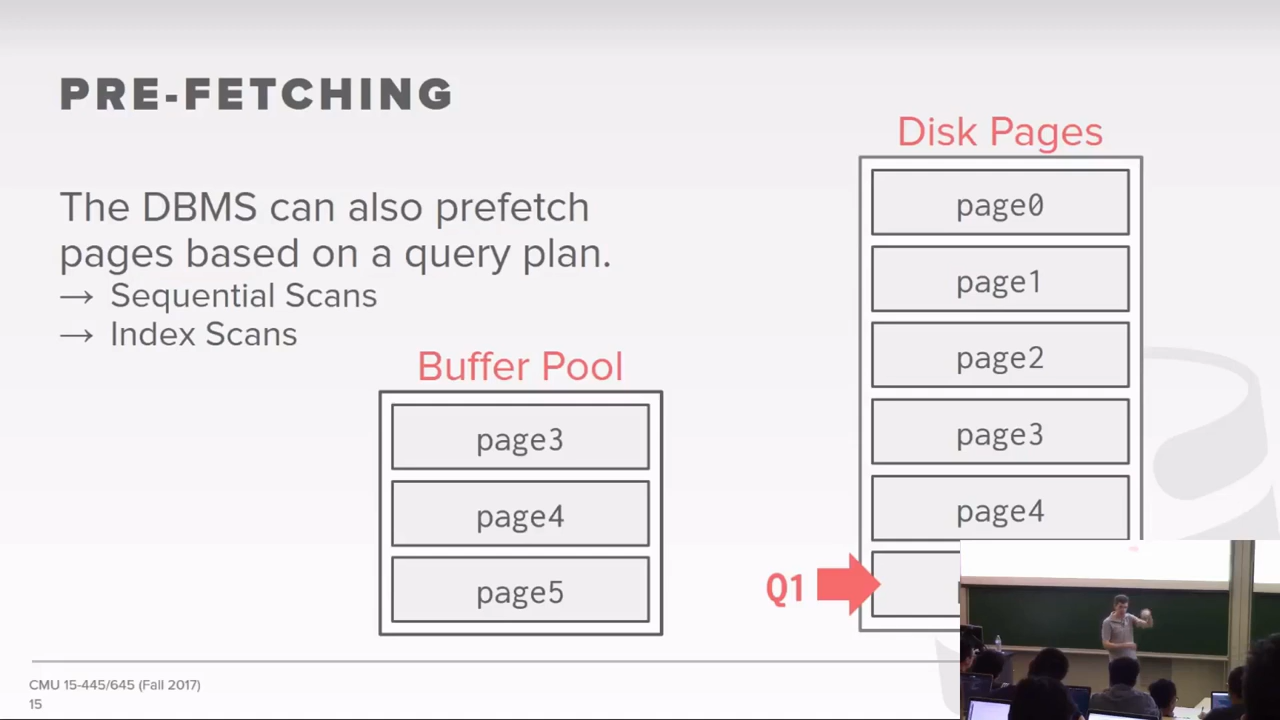 PRE-FETCHING
The DBMS can also prefetch
pages based on a query plan.
→ Sequential Scans
→ Index Scans
Buffer Pool
page3
page4
page5
Disk Pages
page0
page1
page2
page3
page4
Q1
CMU 15-445/645 (Fall 2017)
15